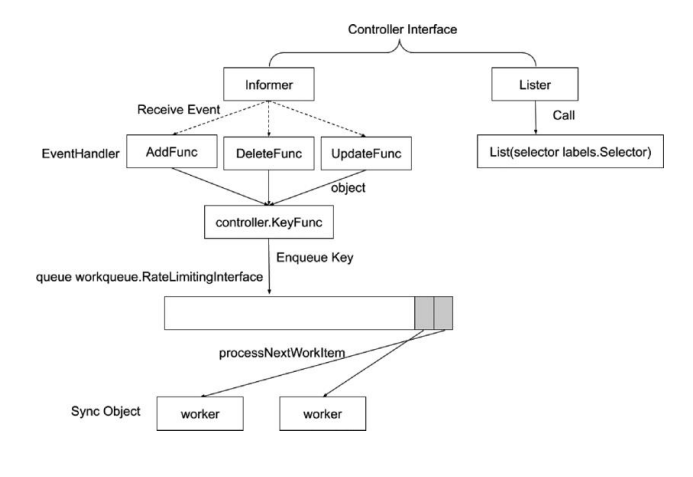 Controller Interface
Informer
Lister
Receive Event
Call
EventHandler
AddFunc
DeleteFunc
UpdateFunc
List(selector labels.Selector)
object
controller.KeyFunc
Enqueue Key
queue workqueue.RateLimitingInterface
processNextWorkItem
Sync Object
worker
worker